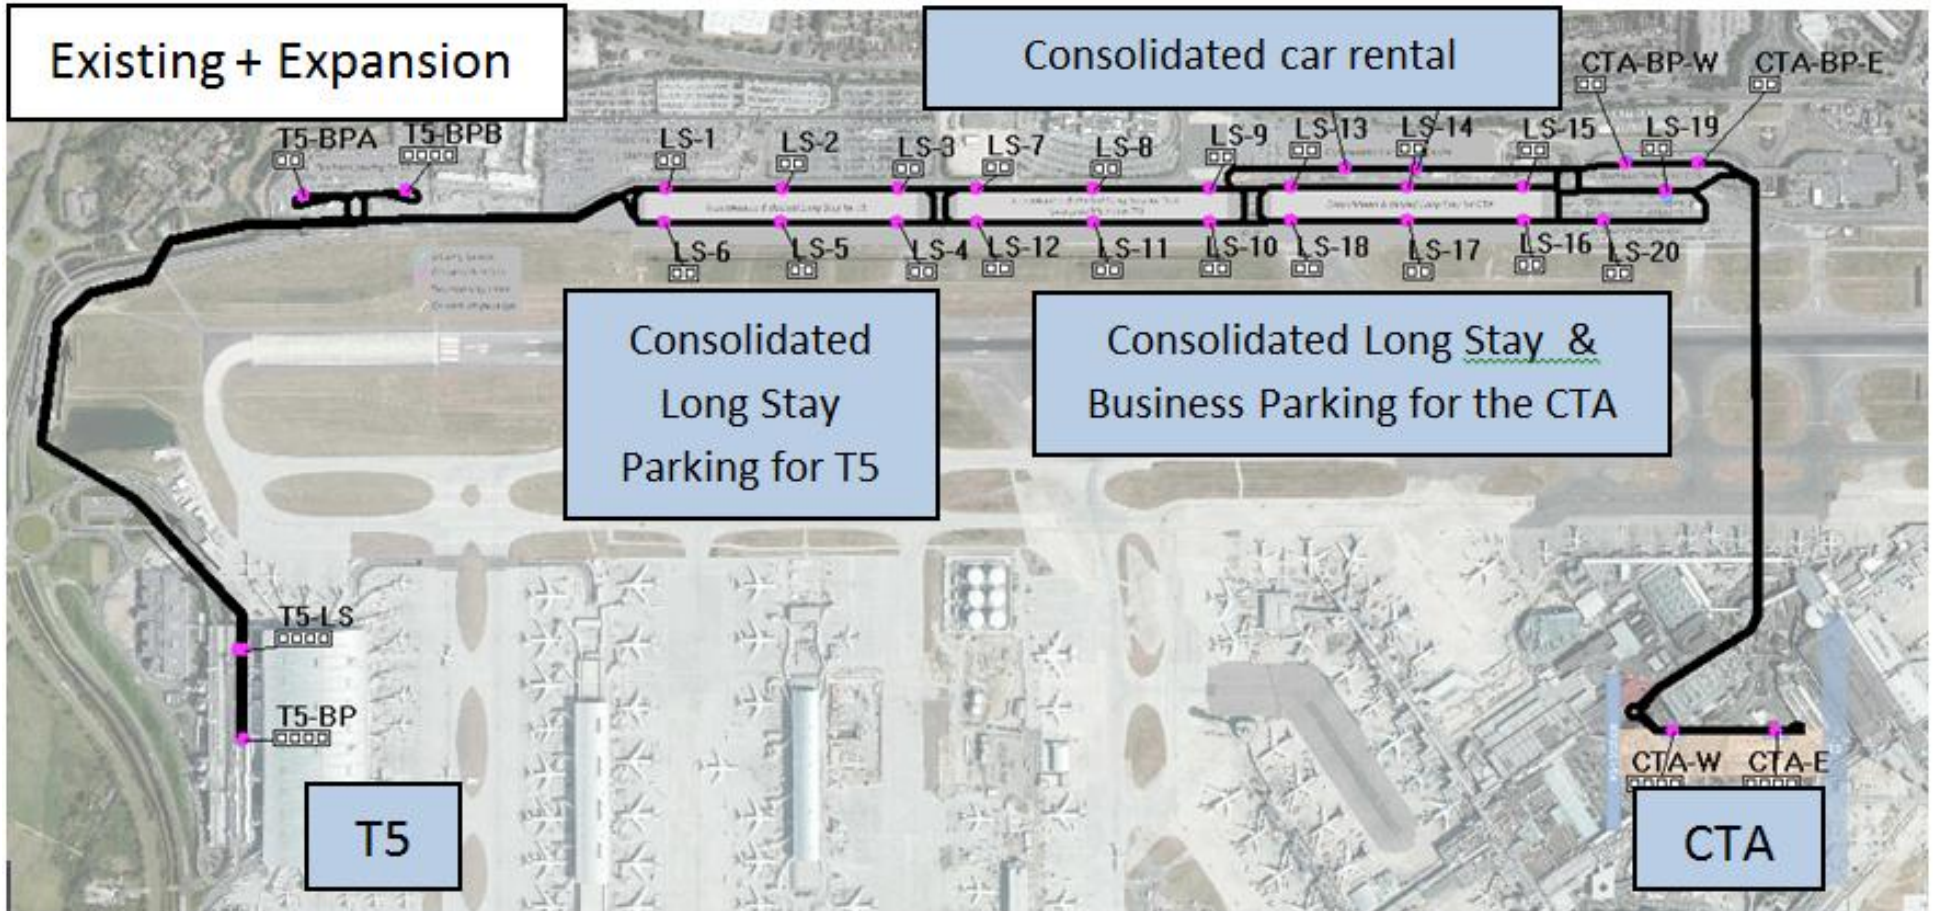 Existing + Expansion
Consolidated car rental
CTA-BP-W
CTA-BP-E
T5-BPA
T5-BPB
LS-1
LS-2
LS-3
LS-7
LS-8
LS-9
LS-13
LS-14
LS-15
LS-19
LS-6
LS-5
LS-4
LS-12
LS-11
LS-10
LS-18
LS-17
LS-16
LS-20
Consolidated
Long Stay
Parking for T5
Consolidated Long Stay &
Business Parking for the CTA
T5-LS
T5-BP
T5
CTA-W
CTA-E
CTA